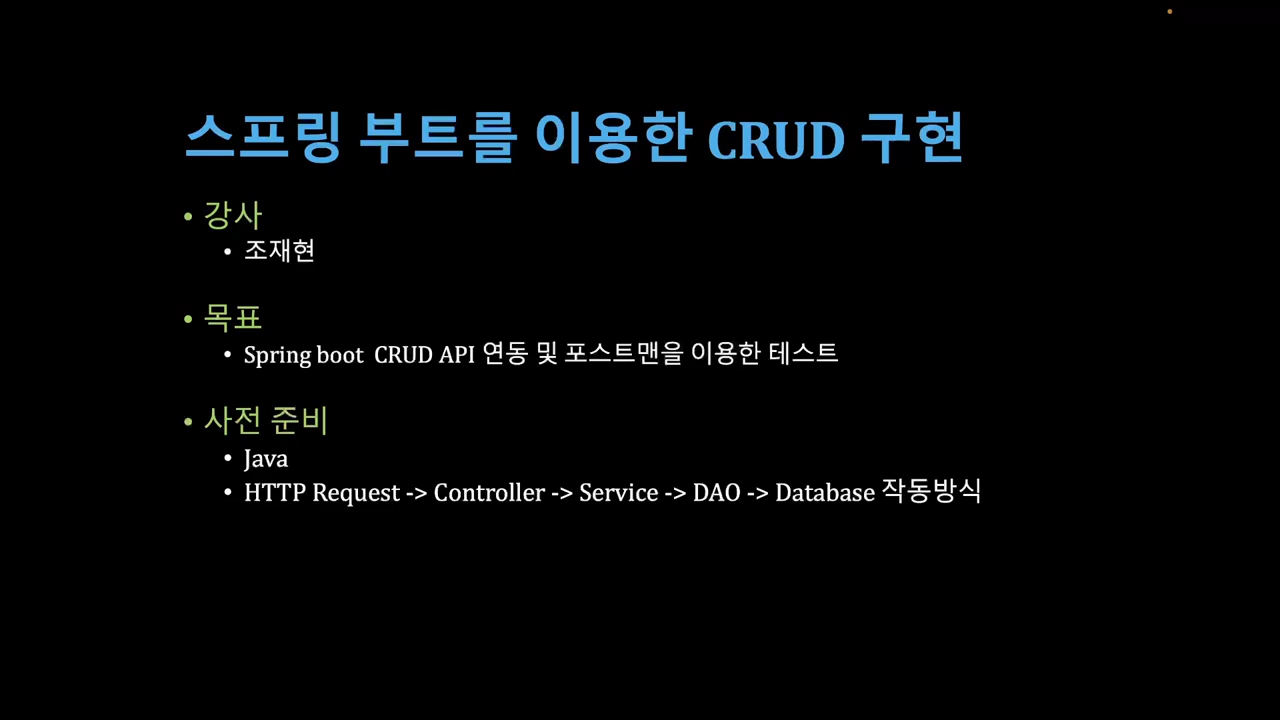 스프링 부트를 이용한 CRUD 구현
• 강사
• 조재현
• 목표
• Spring boot CRUD API 연동 및 포스트맨을 이용한 테스트
• 사전 준비
• Java
• HTTP Request -> Controller -> Service -> DAO -> Database 작동방식